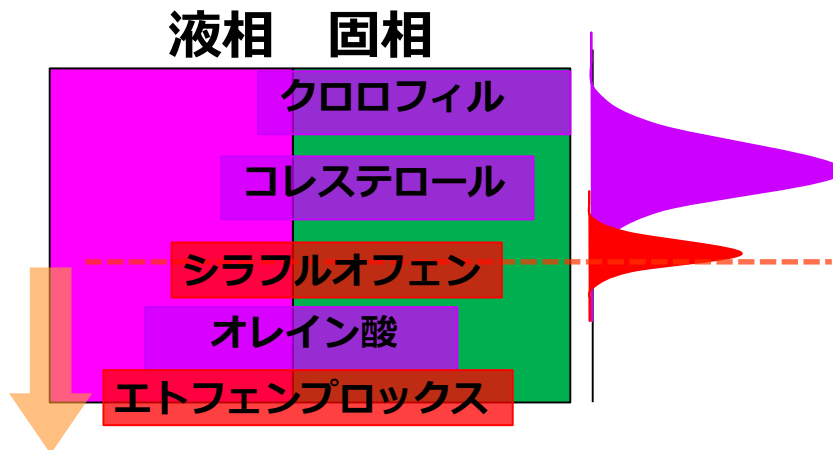 液相 固相
クロロフィル
コレステロール
シラフルオフェン
オレイン酸
エトフェンプロックス